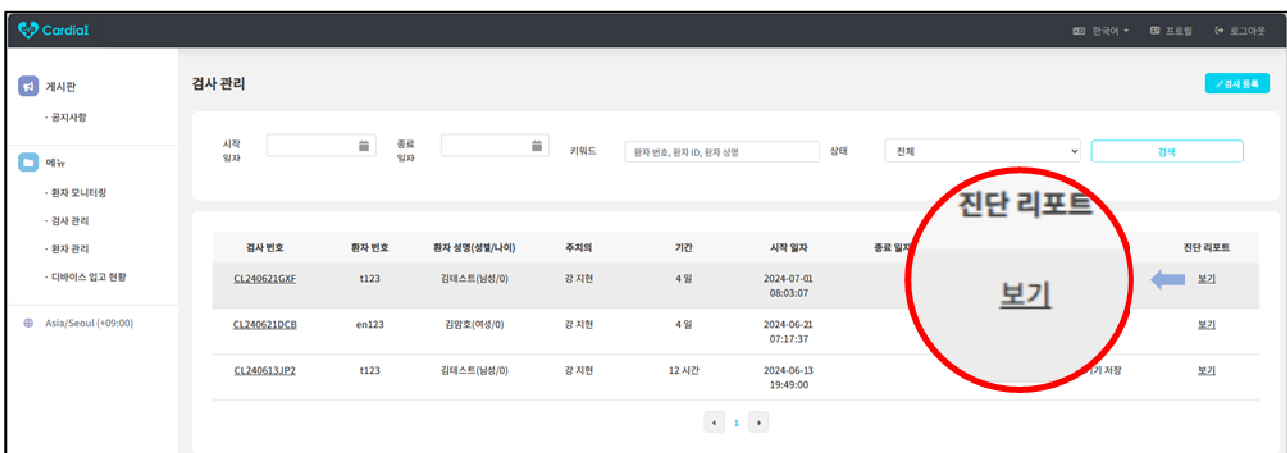 CardiaI
한국어
프로필
로그아웃
게시판
- 공지사항
메뉴
- 환자 모니터링
- 검사 관리
- 환자 관리
- 디바이스 입고 현황
Asia/Seoul (+09:00)
검사 관리
검사 등록
시작
일자
종료
일자
키워드
환자 번호, 환자 ID, 환자 성명
상태
전체
검색
진단 리포트
보기
검사 번호 환자 번호 환자 성명(성별/나이) 주치의 기간 시작 일자 종료 일자 진단 리포트
CL240621GXF t123 김테스트(남성/0) 강 지현 4 일 2024-07-01 보기
08:03:07
CL240621DCB en123 김암호(여성/0) 강 지현 4 일 2024-06-21 보기
07:17:37
CL240613JP2 t123 김테스트(남성/0) 강 지현 12 시간 2024-06-13 저장 보기
19:49:00
1